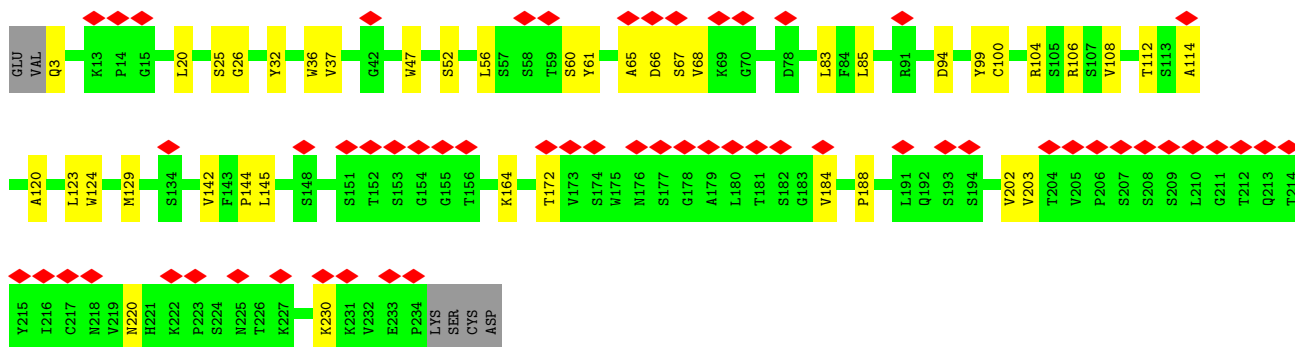 GLU VAL Q3 K13 P14 G15 L20 S25 G26 Y32 W36 V37 G42 W47 S52 L56 S57 S58 T59 S60 Y61 A65 D66 S67 V68 K69 G70 D78 L83 F84 L85 R91 D94 Y99 C100 R104 S105 R106 S107 V108 T112 S113 A114
A120 L123 W124 M129 S134 V142 F143 P144 L145 S148 S151 T152 S153 G154 G155 T156 K164 T172 V173 S174 W175 N176 S177 G178 A179 L180 T181 S182 G183 V184 P188 L191 Q192 S193 S194 V202 V203 T204 V205 P206 S207 S208 S209 L210 G211 T212 Q213 T214
Y215 I216 C217 N218 V219 N220 H221 K222 P223 S224 N225 T226 K227 K230 K231 V232 E233 P234 LYS SER CYS ASP